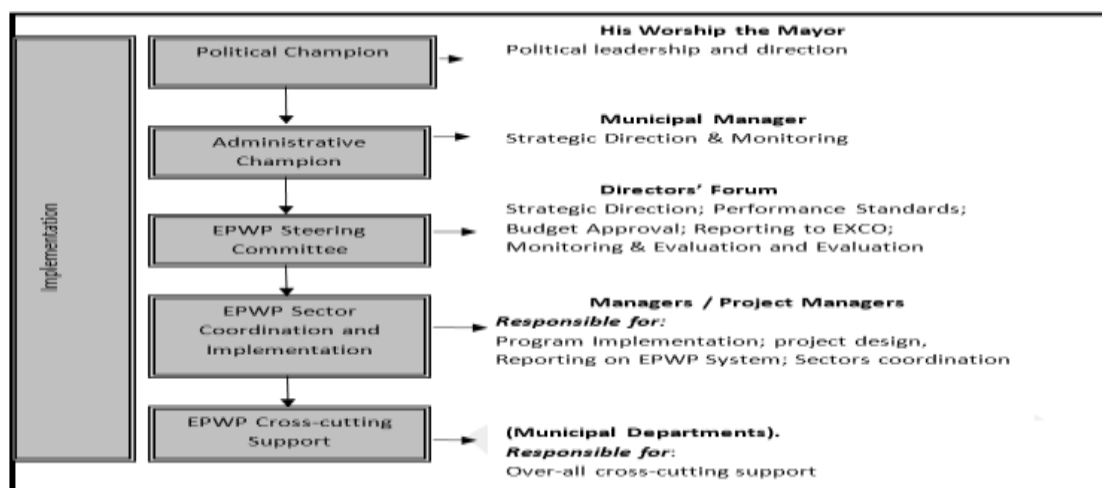 Implementation
Political Champion
His Worship the Mayor
Political leadership and direction
Administrative
Champion
Municipal Manager
Strategic Direction & Monitoring
EPWP Steering
Committee
Directors' Forum
Strategic Direction; Performance Standards;
Budget Approval; Reporting to EXCO;
Monitoring & Evaluation and Evaluation
EPWP Sector
Coordination and
Implementation
Managers / Project Managers
Responsible for:
Program Implementation; project design,
Reporting on EPWP System; Sectors coordination
EPWP Cross-cutting
Support
(Municipal Departments).
Responsible for:
Over-all cross-cutting support